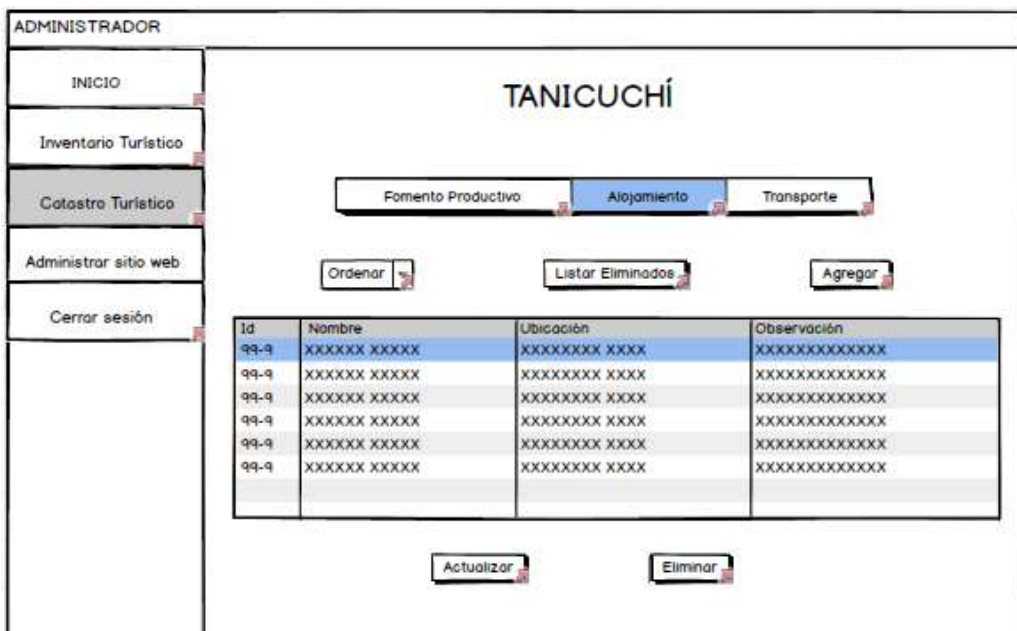 ADMINISTRADOR
INICIO
Inventario Turístico
Catastro Turístico
Administrar sitio web
Cerrar sesión
TANICUCHÍ
Fomento Productivo Alojamiento Transporte
Ordenar Listar Eliminados Agregar
Id Nombre Ubicación Observación
99-9 XXXXXX XXXXX XXXXXXXX XXXX XXXXXXXXXXXXX
99-9 XXXXXX XXXXX XXXXXXXX XXXX XXXXXXXXXXXXX
99-9 XXXXXX XXXXX XXXXXXXX XXXX XXXXXXXXXXXXX
99-9 XXXXXX XXXXX XXXXXXXX XXXX XXXXXXXXXXXXX
99-9 XXXXXX XXXXX XXXXXXXX XXXX XXXXXXXXXXXXX
99-9 XXXXXX XXXXX XXXXXXXX XXXX XXXXXXXXXXXXX
Actualizar Eliminar